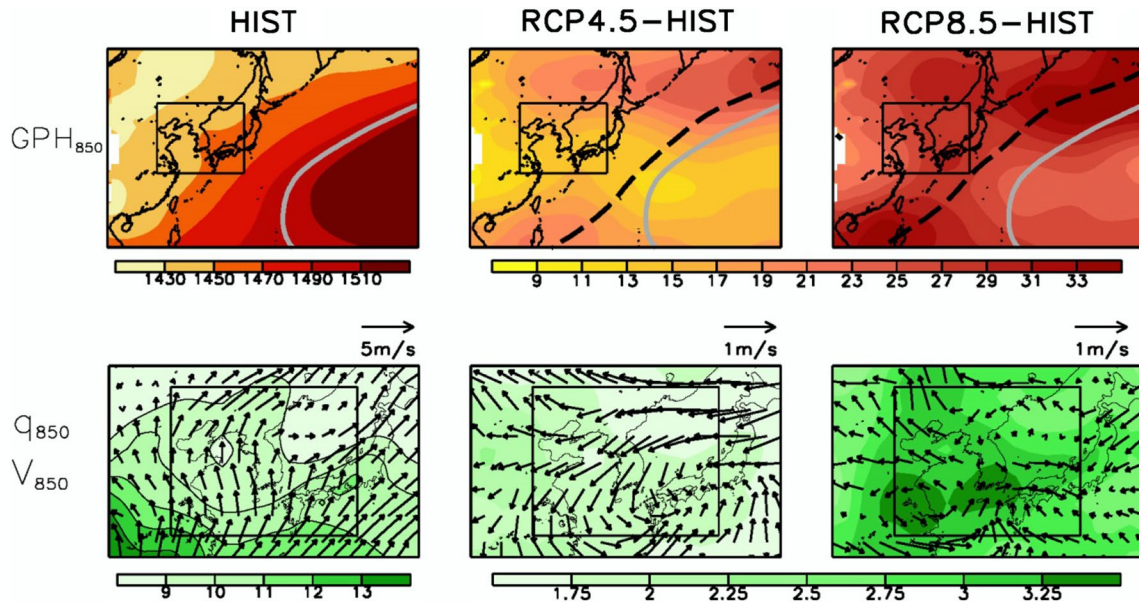 HIST RCP4.5-HIST RCP8.5-HIST
GPH850
1430 1450 1470 1490 1510
9 11 13 15 17 19 21 23 25 27 29 31 33
5m/s 1m/s 1m/s
q850
V850
9 10 11 12 13
1.75 2 2.25 2.5 2.75 3 3.25